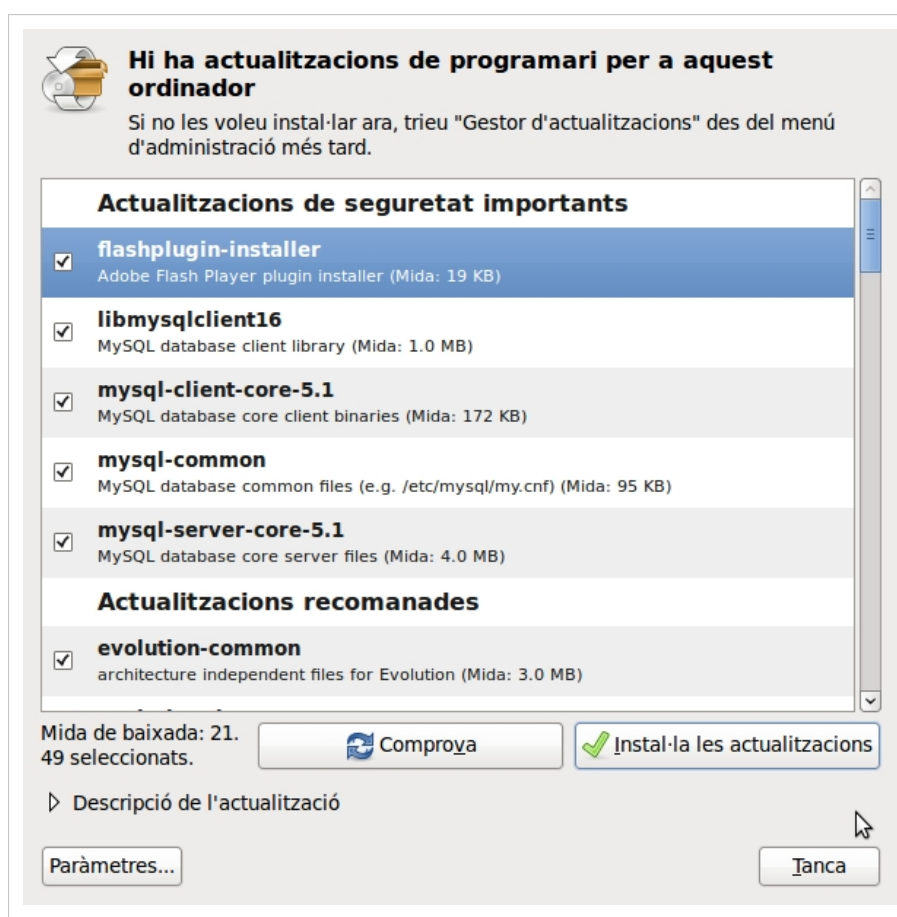 Hi ha actualitzacions de programari per a aquest
ordinador
Si no les voleu instal·lar ara, trieu "Gestor d'actualitzacions" des del menú
d'administració més tard.
Actualitzacions de seguretat importants
flashplugin-installer
Adobe Flash Player plugin installer (Mida: 19 KB)
libmysqlclient16
MySQL database client library (Mida: 1.0 MB)
mysql-client-core-5.1
MySQL database core client binaries (Mida: 172 KB)
mysql-common
MySQL database common files (e.g. /etc/mysql/my.cnf) (Mida: 95 KB)
mysql-server-core-5.1
MySQL database core server files (Mida: 4.0 MB)
Actualitzacions recomanades
evolution-common
architecture independent files for Evolution (Mida: 3.0 MB)
Mida de baixada: 21.
49 seleccionats.
Comprova
Instal·la les actualitzacions
Descripció de l'actualització
Paràmetres...
Tanca